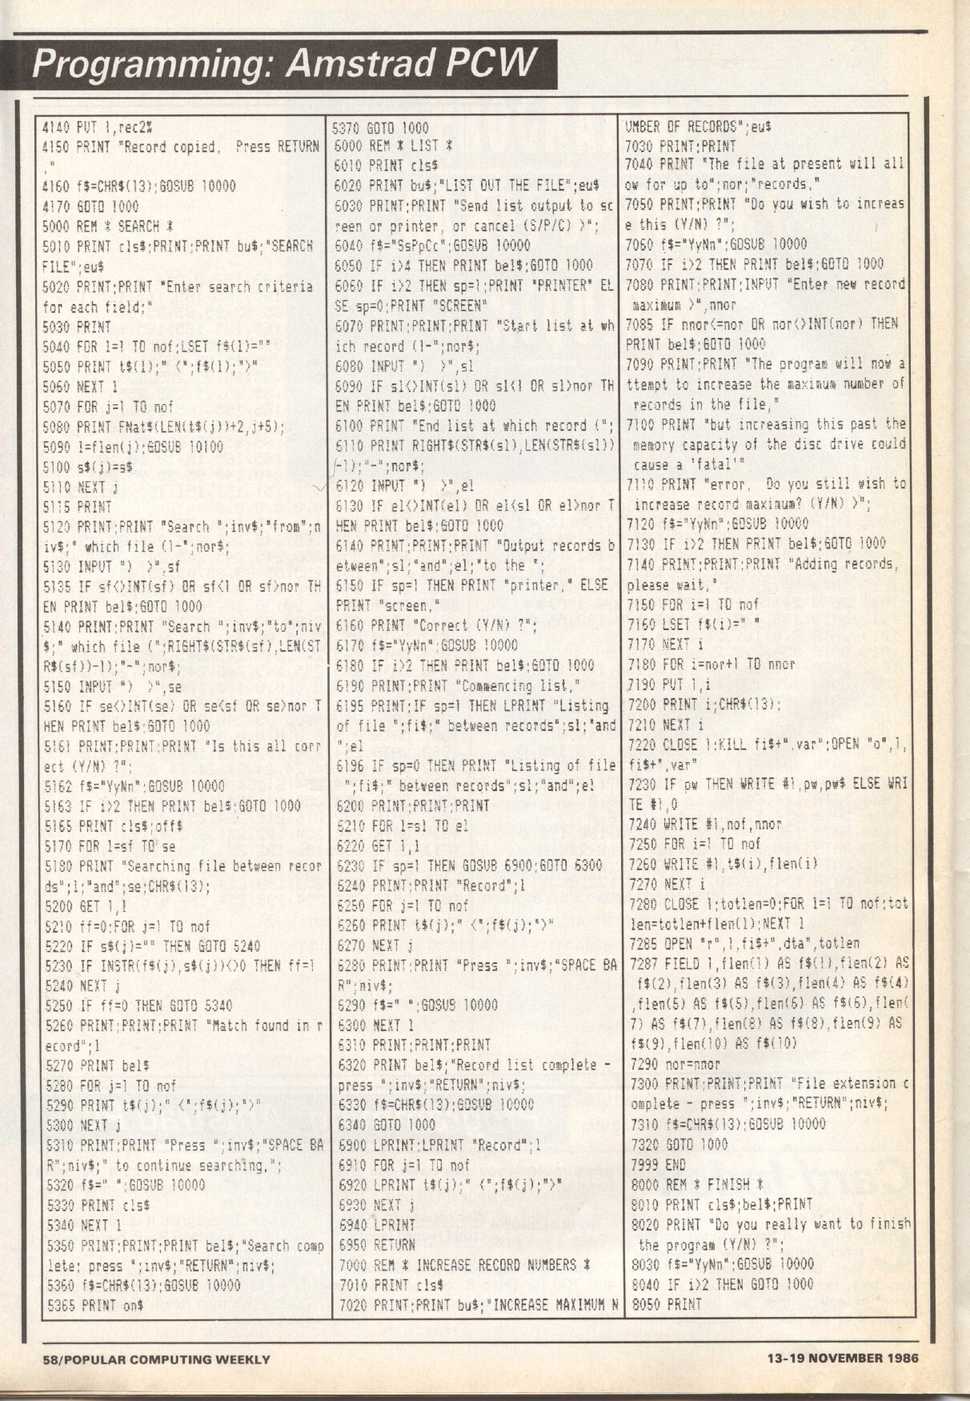 Programming: Amstrad PCW
4140 PUT 1,rec2%
4150 PRINT "Record copied.  Press RETURN
."
4160 f$=CHR$(13):GOSUB 10000
4170 GOTO 1000
5000 REM * SEARCH *
5010 PRINT cls$:PRINT:PRINT bu$;"SEARCH
FILE";eu$
5020 PRINT:PRINT "Enter search criteria
for each field:"
5030 PRINT
5040 FOR l=1 TO nof:LSET f$(l)=""
5050 PRINT t$(l);" <";f$(l);">"
5060 NEXT l
5070 FOR j=1 TO nof
5080 PRINT FNat$(LEN(t$(j))+2,j+5);
5090 l=flen(j):GOSUB 10100
5100 s$(j)=s$
5110 NEXT j
5115 PRINT
5120 PRINT:PRINT "Search ";inv$;"from";n
iv$;" which file (1-";nor$;
5130 INPUT ")  >",sf
5135 IF sf<>INT(sf) OR sf<1 OR sf>nor TH
EN PRINT bel$:GOTO 1000
5140 PRINT:PRINT "Search ";inv$;"to";niv
$;" which file (";RIGHT$(STR$(sf),LEN(ST
R$(sf))-1);"-";nor$;
5150 INPUT ")  >",se
5160 IF se<>INT(se) OR se<sf OR se>nor T
HEN PRINT bel$:GOTO 1000
5161 PRINT:PRINT:PRINT "Is this all corr
ect (Y/N) ?";
5162 f$="YyNn":GOSUB 10000
5163 IF i>2 THEN PRINT bel$:GOTO 1000
5165 PRINT cls$;off$
5170 FOR l=sf TO se
5180 PRINT "Searching file between recor
ds";l;"and";se;CHR$(13);
5200 GET 1,l
5210 ff=0:FOR j=1 TO nof
5220 IF s$(j)="" THEN GOTO 5240
5230 IF INSTR(f$(j),s$(j))<>0 THEN ff=1
5240 NEXT j
5250 IF ff=0 THEN GOTO 5340
5260 PRINT:PRINT:PRINT "Match found in r
ecord";l
5270 PRINT bel$
5280 FOR j=1 TO nof
5290 PRINT t$(j);" <";f$(j);">"
5300 NEXT j
5310 PRINT:PRINT "Press ";inv$;"SPACE BA
R";niv$;" to continue searching.";
5320 f$=" ":GOSUB 10000
5330 PRINT cls$
5340 NEXT l
5350 PRINT:PRINT:PRINT bel$;"Search comp
lete; press ";inv$;"RETURN";niv$;
5360 f$=CHR$(13):GOSUB 10000
5365 PRINT on$
5370 GOTO 1000
6000 REM * LIST *
6010 PRINT cls$
6020 PRINT bu$;"LIST OUT THE FILE";eu$
6030 PRINT:PRINT "Send list output to sc
reen or printer, or cancel (S/P/C) >";
6040 f$="SsPpCc":GOSUB 10000
6050 IF i>4 THEN PRINT bel$:GOTO 1000
6060 IF i>2 THEN sp=1:PRINT "PRINTER" EL
SE sp=0:PRINT "SCREEN"
6070 PRINT:PRINT:PRINT "Start list at wh
ich record (1-";nor$;
6080 INPUT ")  >",sl
6090 IF sl<>INT(sl) OR sl<1 OR sl>nor TH
EN PRINT bel$:GOTO 1000
6100 PRINT "End list at which record (";
6110 PRINT RIGHT$(STR$(sl),LEN(STR$(sl))
-1);"-";nor$;
6120 INPUT ")  >",el
6130 IF el<>INT(el) OR el<sl OR el>nor T
HEN PRINT bel$:GOTO 1000
6140 PRINT:PRINT:PRINT "Output records b
etween";sl;"and";el;"to the ";
6150 IF sp=1 THEN PRINT "printer." ELSE
PRINT "screen."
6160 PRINT "Correct (Y/N) ?";
6170 f$="YyNn":GOSUB 10000
6180 IF i>2 THEN PRINT bel$:GOTO 1000
6190 PRINT:PRINT "Commencing list."
6195 PRINT:IF sp=1 THEN LPRINT "Listing
of file ";fi$;" between records";sl;"and
";el
6196 IF sp=0 THEN PRINT "Listing of file
";fi$;" between records";sl;"and";el
6200 PRINT:PRINT:PRINT
6210 FOR l=sl TO el
6220 GET 1,l
6230 IF sp=1 THEN GOSUB 6900:GOTO 6300
6240 PRINT:PRINT "Record";l
6250 FOR j=1 TO nof
6260 PRINT t$(j);" <";f$(j);">"
6270 NEXT j
6280 PRINT:PRINT "Press ";inv$;"SPACE BA
R";niv$;
6290 f$=" ":GOSUB 10000
6300 NEXT l
6310 PRINT:PRINT:PRINT
6320 PRINT bel$;"Record list complete -
press ";inv$;"RETURN";niv$;
6330 f$=CHR$(13):GOSUB 10000
6340 GOTO 1000
6900 LPRINT:LPRINT "Record";l
6910 FOR j=1 TO nof
6920 LPRINT t$(j);" <";f$(j);">"
6930 NEXT j
6940 LPRINT
6950 RETURN
7000 REM * INCREASE RECORD NUMBERS *
7010 PRINT cls$
7020 PRINT:PRINT bu$;"INCREASE MAXIMUM N
UMBER OF RECORDS";eu$
7030 PRINT:PRINT
7040 PRINT "The file at present will all
ow for up to";nor;"records."
7050 PRINT:PRINT "Do you wish to increas
e this (Y/N) ?";
7060 f$="YyNn":GOSUB 10000
7070 IF i>2 THEN PRINT bel$:GOTO 1000
7080 PRINT:PRINT:INPUT "Enter new record
maximum >",nnor
7085 IF nnor<=nor OR nor<>INT(nor) THEN
PRINT bel$:GOTO 1000
7090 PRINT:PRINT "The program will now a
ttempt to increase the maximum number of
records in the file,"
7100 PRINT "but increasing this past the
memory capacity of the disc drive could
cause a 'fatal'"
7110 PRINT "error.  Do you still wish to
increase record maximum? (Y/N) >";
7120 f$="YyNn":GOSUB 10000
7130 IF i>2 THEN PRINT bel$:GOTO 1000
7140 PRINT:PRINT:PRINT "Adding records,
please wait."
7150 FOR i=1 TO nof
7160 LSET f$(i)=" "
7170 NEXT i
7180 FOR i=nor+1 TO nnor
7190 PUT 1,i
7200 PRINT i;CHR$(13);
7210 NEXT i
7220 CLOSE 1:KILL fi$+".var":OPEN "o",1,
fi$+".var"
7230 IF pw THEN WRITE #1,pw,pw$ ELSE WRI
TE #1,0
7240 WRITE #1,nof,nnor
7250 FOR i=1 TO nof
7260 WRITE #1,t$(i),flen(i)
7270 NEXT i
7280 CLOSE 1:totlen=0:FOR l=1 TO nof:tot
len=totlen+flen(l):NEXT l
7285 OPEN "r",1,fi$+".dta",totlen
7287 FIELD 1,flen(1) AS f$(1),flen(2) AS
f$(2),flen(3) AS f$(3),flen(4) AS f$(4)
,flen(5) AS f$(5),flen(6) AS f$(6),flen(
7) AS f$(7),flen(8) AS f$(8),flen(9) AS
f$(9),flen(10) AS f$(10)
7290 nor=nnor
7300 PRINT:PRINT:PRINT "File extension c
omplete - press ";inv$;"RETURN";niv$;
7310 f$=CHR$(13):GOSUB 10000
7320 GOTO 1000
7999 END
8000 REM * FINISH *
8010 PRINT cls$;bel$:PRINT
8020 PRINT "Do you really want to finish
the program (Y/N) ?";
8030 f$="YyNn":GOSUB 10000
8040 IF i>2 THEN GOTO 1000
8050 PRINT
58/POPULAR COMPUTING WEEKLY
13-19 NOVEMBER 1986